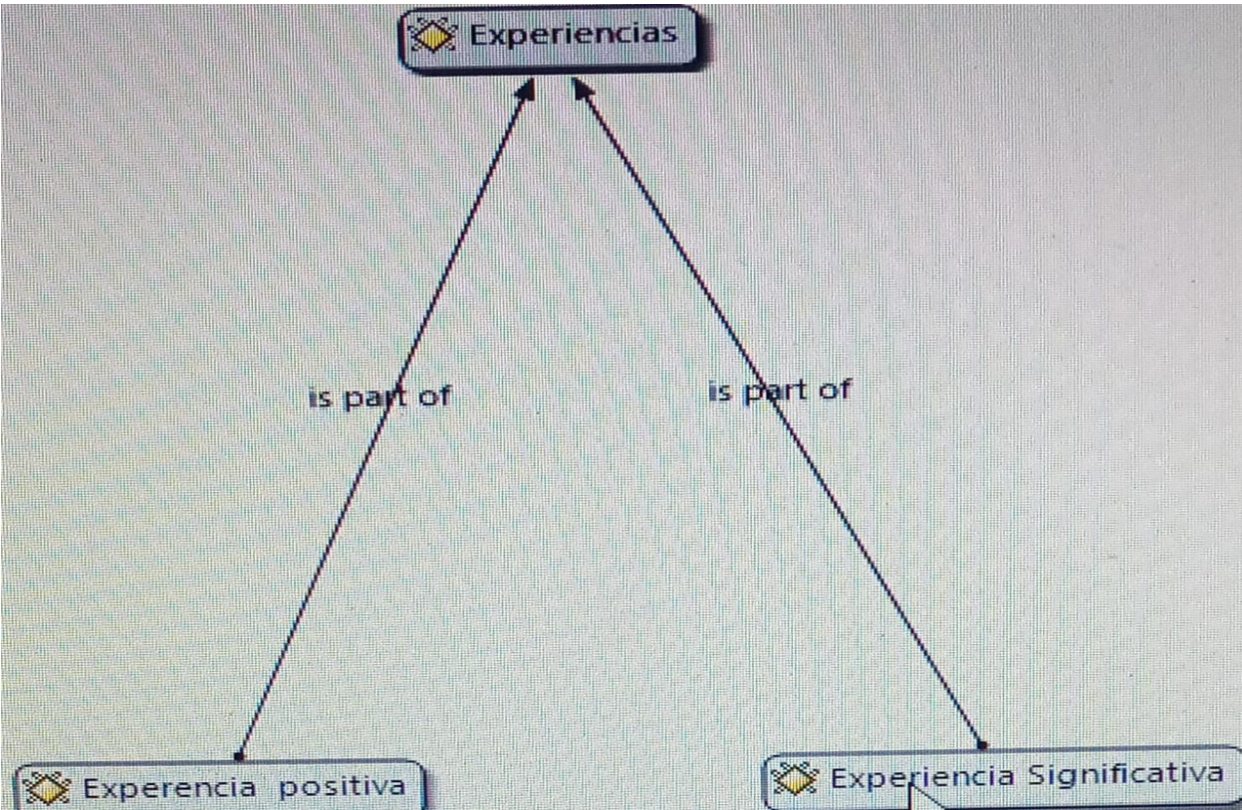 Experiencias
is part of
is part of
Experencia positiva
Experiencia Significativa